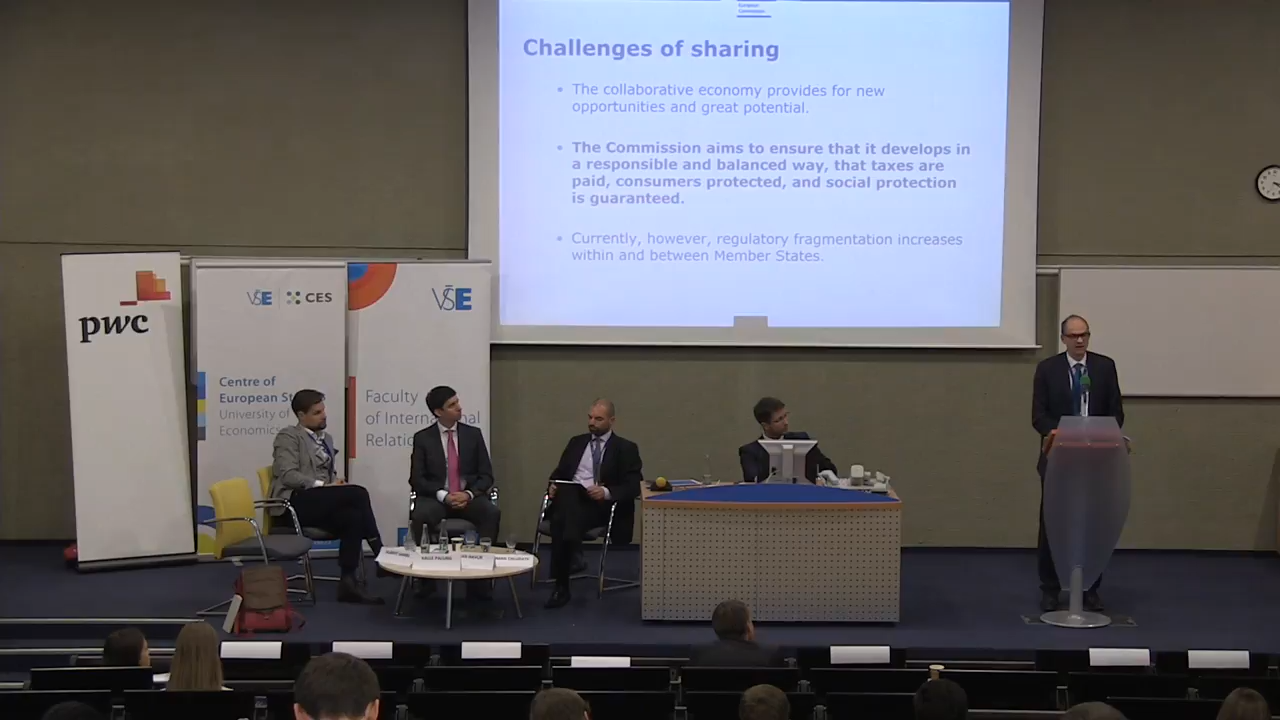 European
Commission
Challenges of sharing
• The collaborative economy provides for new
opportunities and great potential.
• The Commission aims to ensure that it develops in
a responsible and balanced way, that taxes are
paid, consumers protected, and social protection
is guaranteed.
• Currently, however, regulatory fragmentation increases
within and between Member States.
pwc
VŠE CES
Centre of
European St
University of
Economics
VŠE
Faculty
of International
Relatio